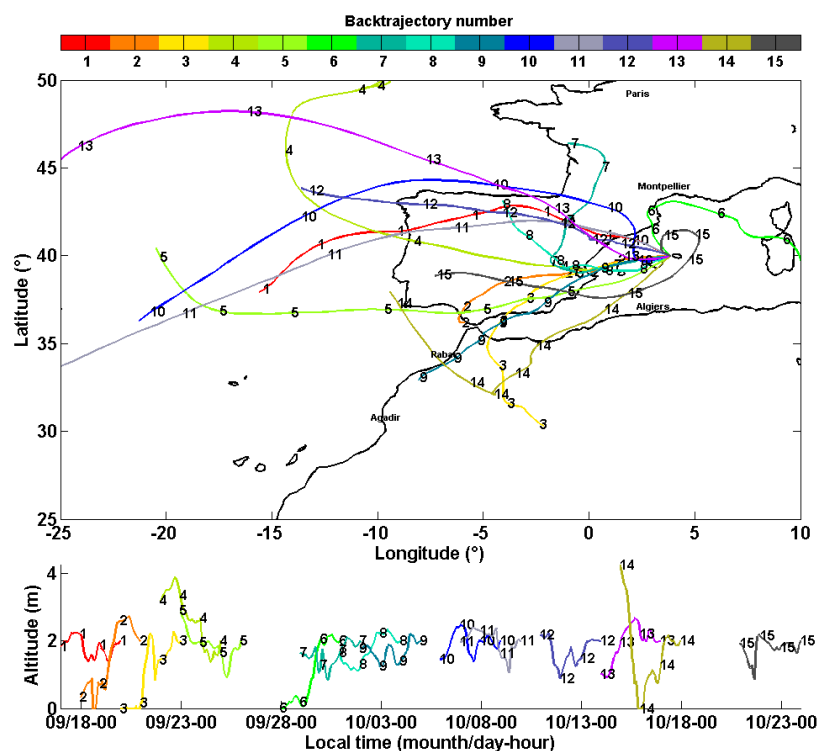 Backtrajectory number
1 2 3 4 5 6 7 8 9 10 11 12 13 14 15
50
45
40
35
30
25
Latitude (°)
Paris
Montpellier
Algiers
Raba
Agadir
-25 -20 -15 -10 -5 0 5 10
Longitude (°)
4
2
0
Altitude (m)
09/18-00 09/23-00 09/28-00 10/03-00 10/08-00 10/13-00 10/18-00 10/23-00
Local time (mounth/day-hour)